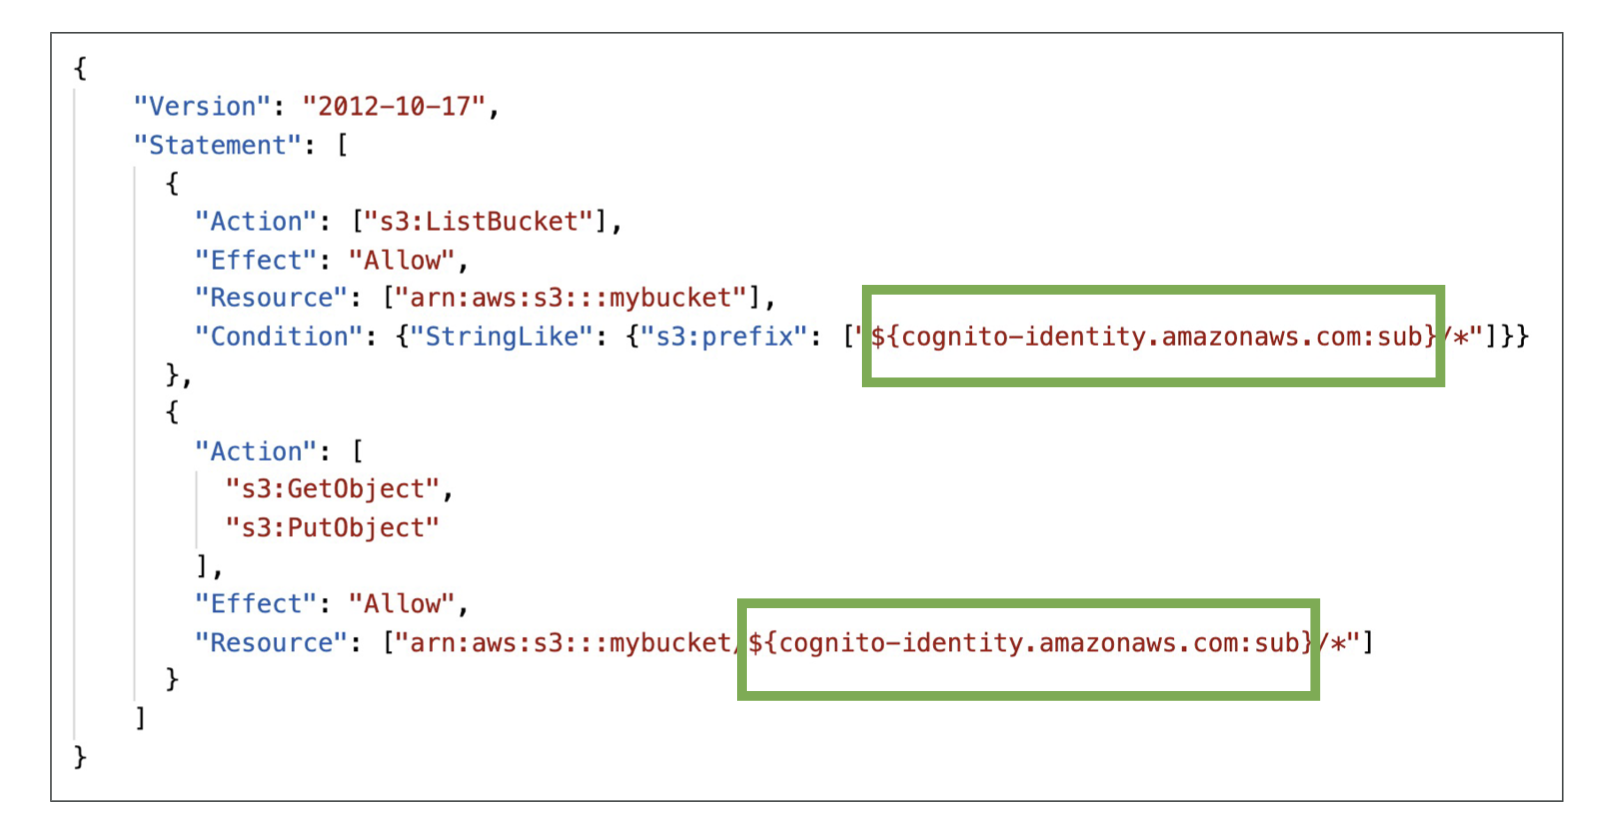 {
"Version": "2012-10-17",
"Statement": [
{
"Action": ["s3:ListBucket"],
"Effect": "Allow",
"Resource": ["arn:aws:s3:::mybucket"],
"Condition": {"StringLike": {"s3:prefix": ["${cognito-identity.amazonaws.com:sub}/*"]}}
},
{
"Action": [
"s3:GetObject",
"s3:PutObject"
],
"Effect": "Allow",
"Resource": ["arn:aws:s3:::mybucket/${cognito-identity.amazonaws.com:sub}/*"]
}
]
}